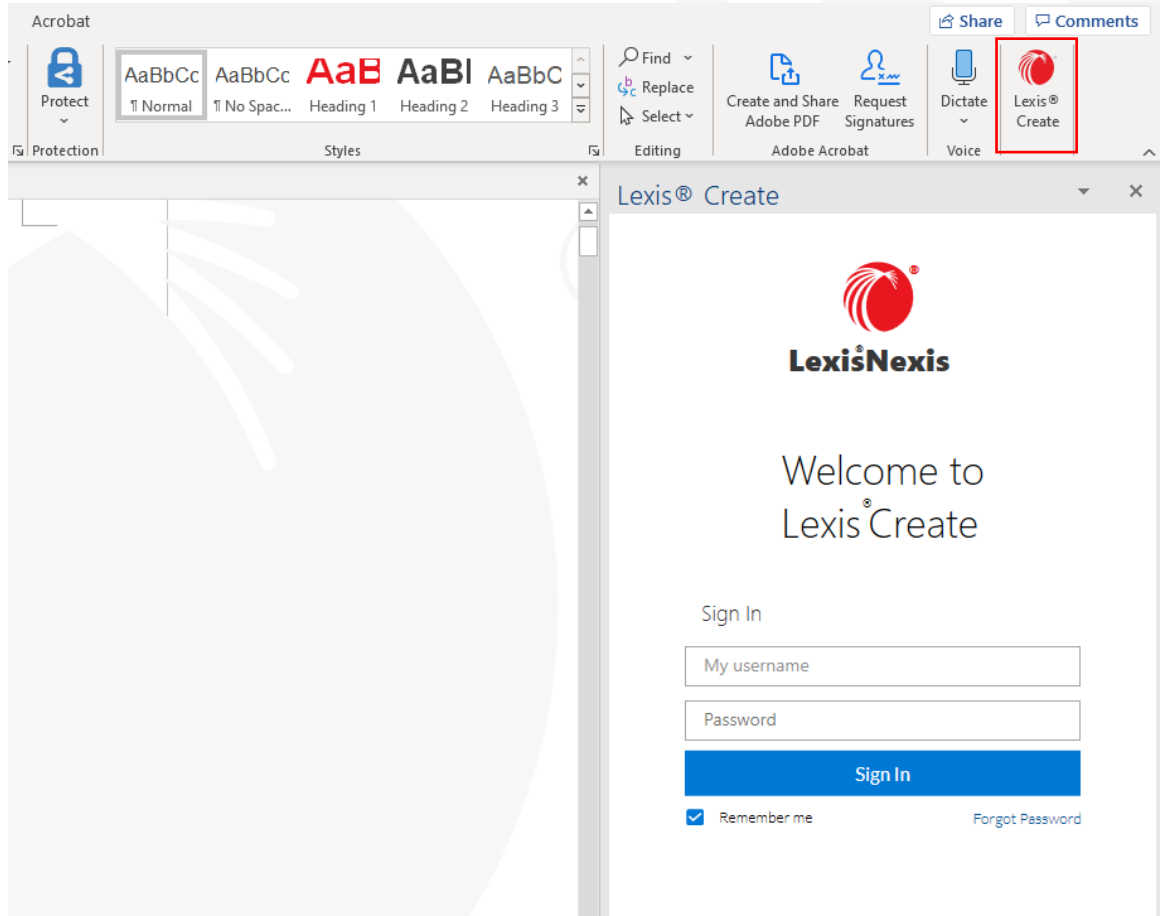 Acrobat
Share
Comments
Protect
Protection
AaBbCc
¶ Normal
AaBbCc
¶ No Spac...
AaB
Heading 1
AaBl
Heading 2
AaBbC
Heading 3
Styles
Find
Replace
Select
Editing
Create and Share
Adobe PDF
Request
Signatures
Adobe Acrobat
Dictate
Voice
Lexis®
Create
Lexis® Create
LexisNexis®
Welcome to
Lexis®Create
Sign In
My username
Password
Sign In
Remember me
Forgot Password